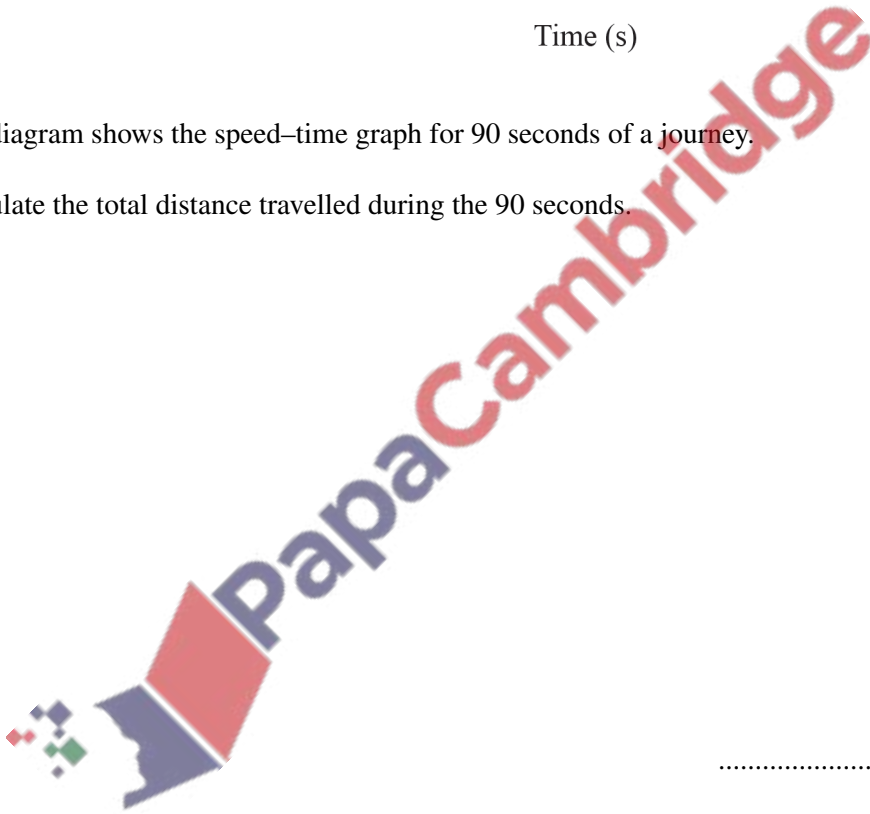 Time (s)
diagram shows the speed–time graph for 90 seconds of a journey.
ulate the total distance travelled during the 90 seconds.
PapaCambridge
.....................